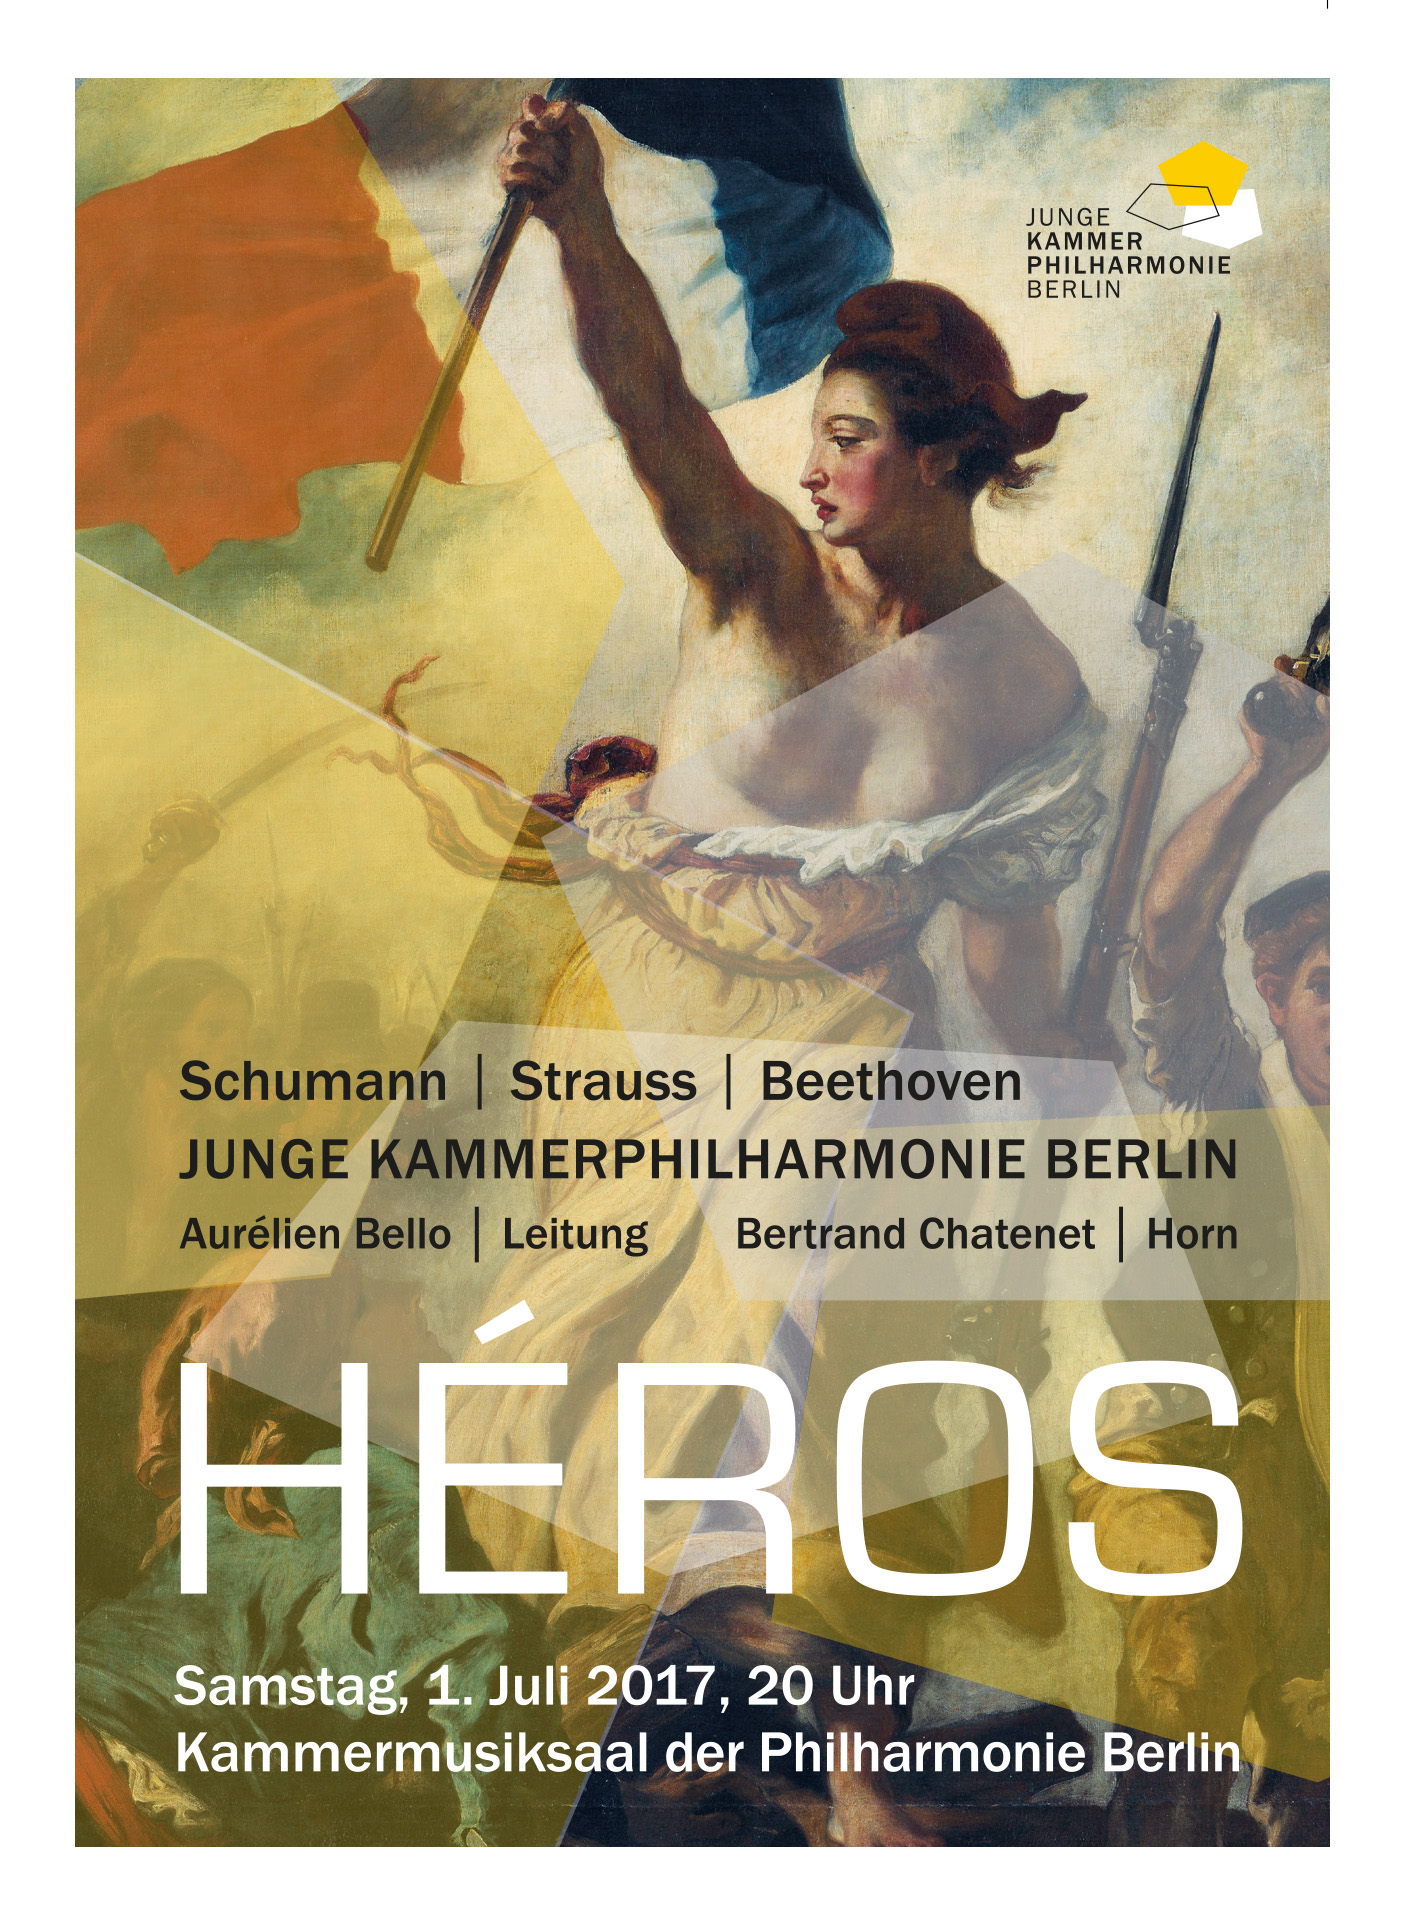 JUNGE
KAMMER
PHILHARMONIE
BERLIN
Schumann | Strauss | Beethoven
JUNGE KAMMERPHILHARMONIE BERLIN
Aurélien Bello | Leitung Bertrand Chatenet | Horn
HÉROS
Samstag, 1. Juli 2017, 20 Uhr
Kammermusiksaal der Philharmonie Berlin